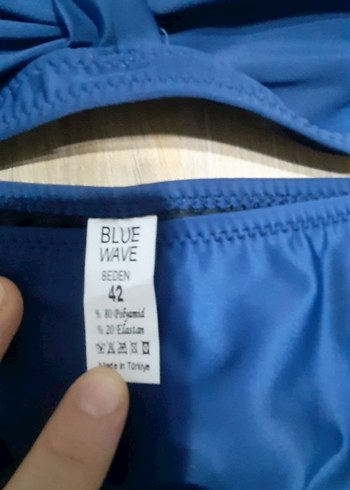 BLUE
WAVE
BEDEN
42
% 80 Polyamid
% 20 Elastan
Made in Türkiye